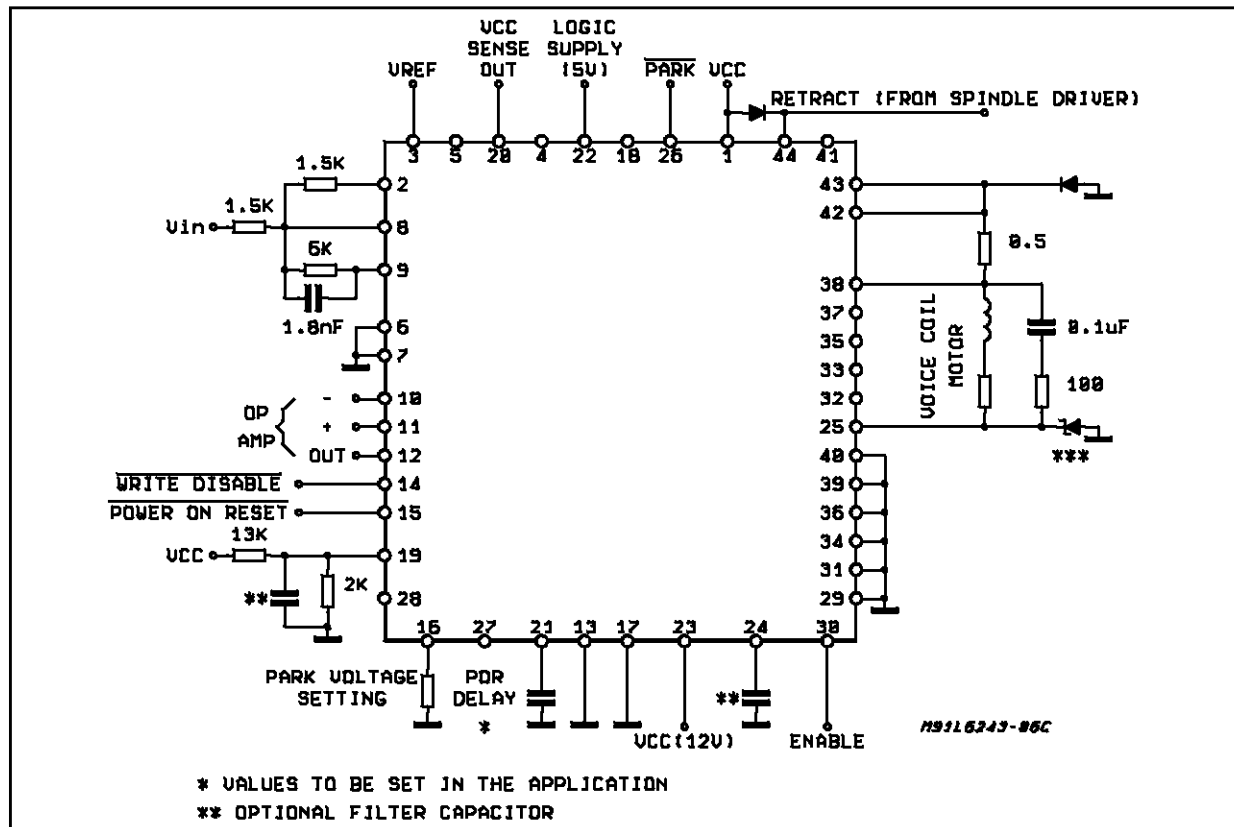 VCC LOGIC
SENSE SUPPLY
VREF OUT (5V) PARK VCC
RETRACT (FROM SPINDLE DRIVER)
3 5 20 4 22 18 26 1 44 41
1.5K 2 43
1.5K 42
Vin 8
6K 0.5
9 38
1.8nF 37
6 35 0.1uF
7 33
VOICE COIL
MOTOR
- 10 32 100
OP + 11 25
AMP OUT 12 40 ***
WRITE DISABLE 14 39
POWER ON RESET 15 36
13K 34
VCC 19 31
** 2K 28 29
16 27 21 13 17 23 24 30
PARK VOLTAGE POR
SETTING DELAY **
*
VCC(12V) ENABLE M93L6243-06C
* VALUES TO BE SET IN THE APPLICATION
** OPTIONAL FILTER CAPACITOR